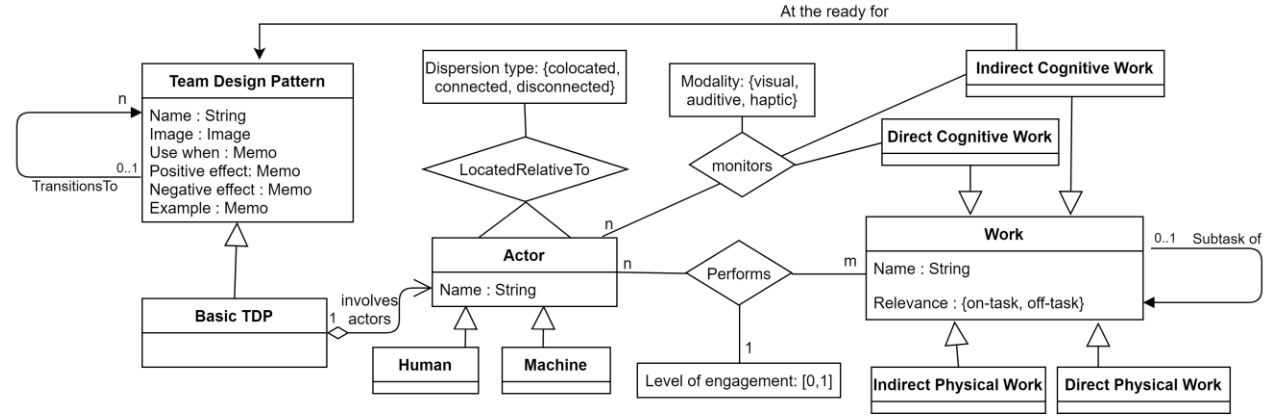 At the ready for
Team Design Pattern
n
Name : String
Image : Image
Use when : Memo
Positive effect: Memo
Negative effect : Memo
Example : Memo
0..1
TransitionsTo
Dispersion type: {colocated,
connected, disconnected}
LocatedRelativeTo
Modality: {visual,
auditive, haptic}
monitors
Indirect Cognitive Work
Direct Cognitive Work
n
Actor
Name : String
n
Performs
m
Work
Name : String
Relevance : {on-task, off-task}
0..1
Subtask of
Basic TDP
1
involves
actors
Human
Machine
1
Level of engagement: [0,1]
Indirect Physical Work
Direct Physical Work